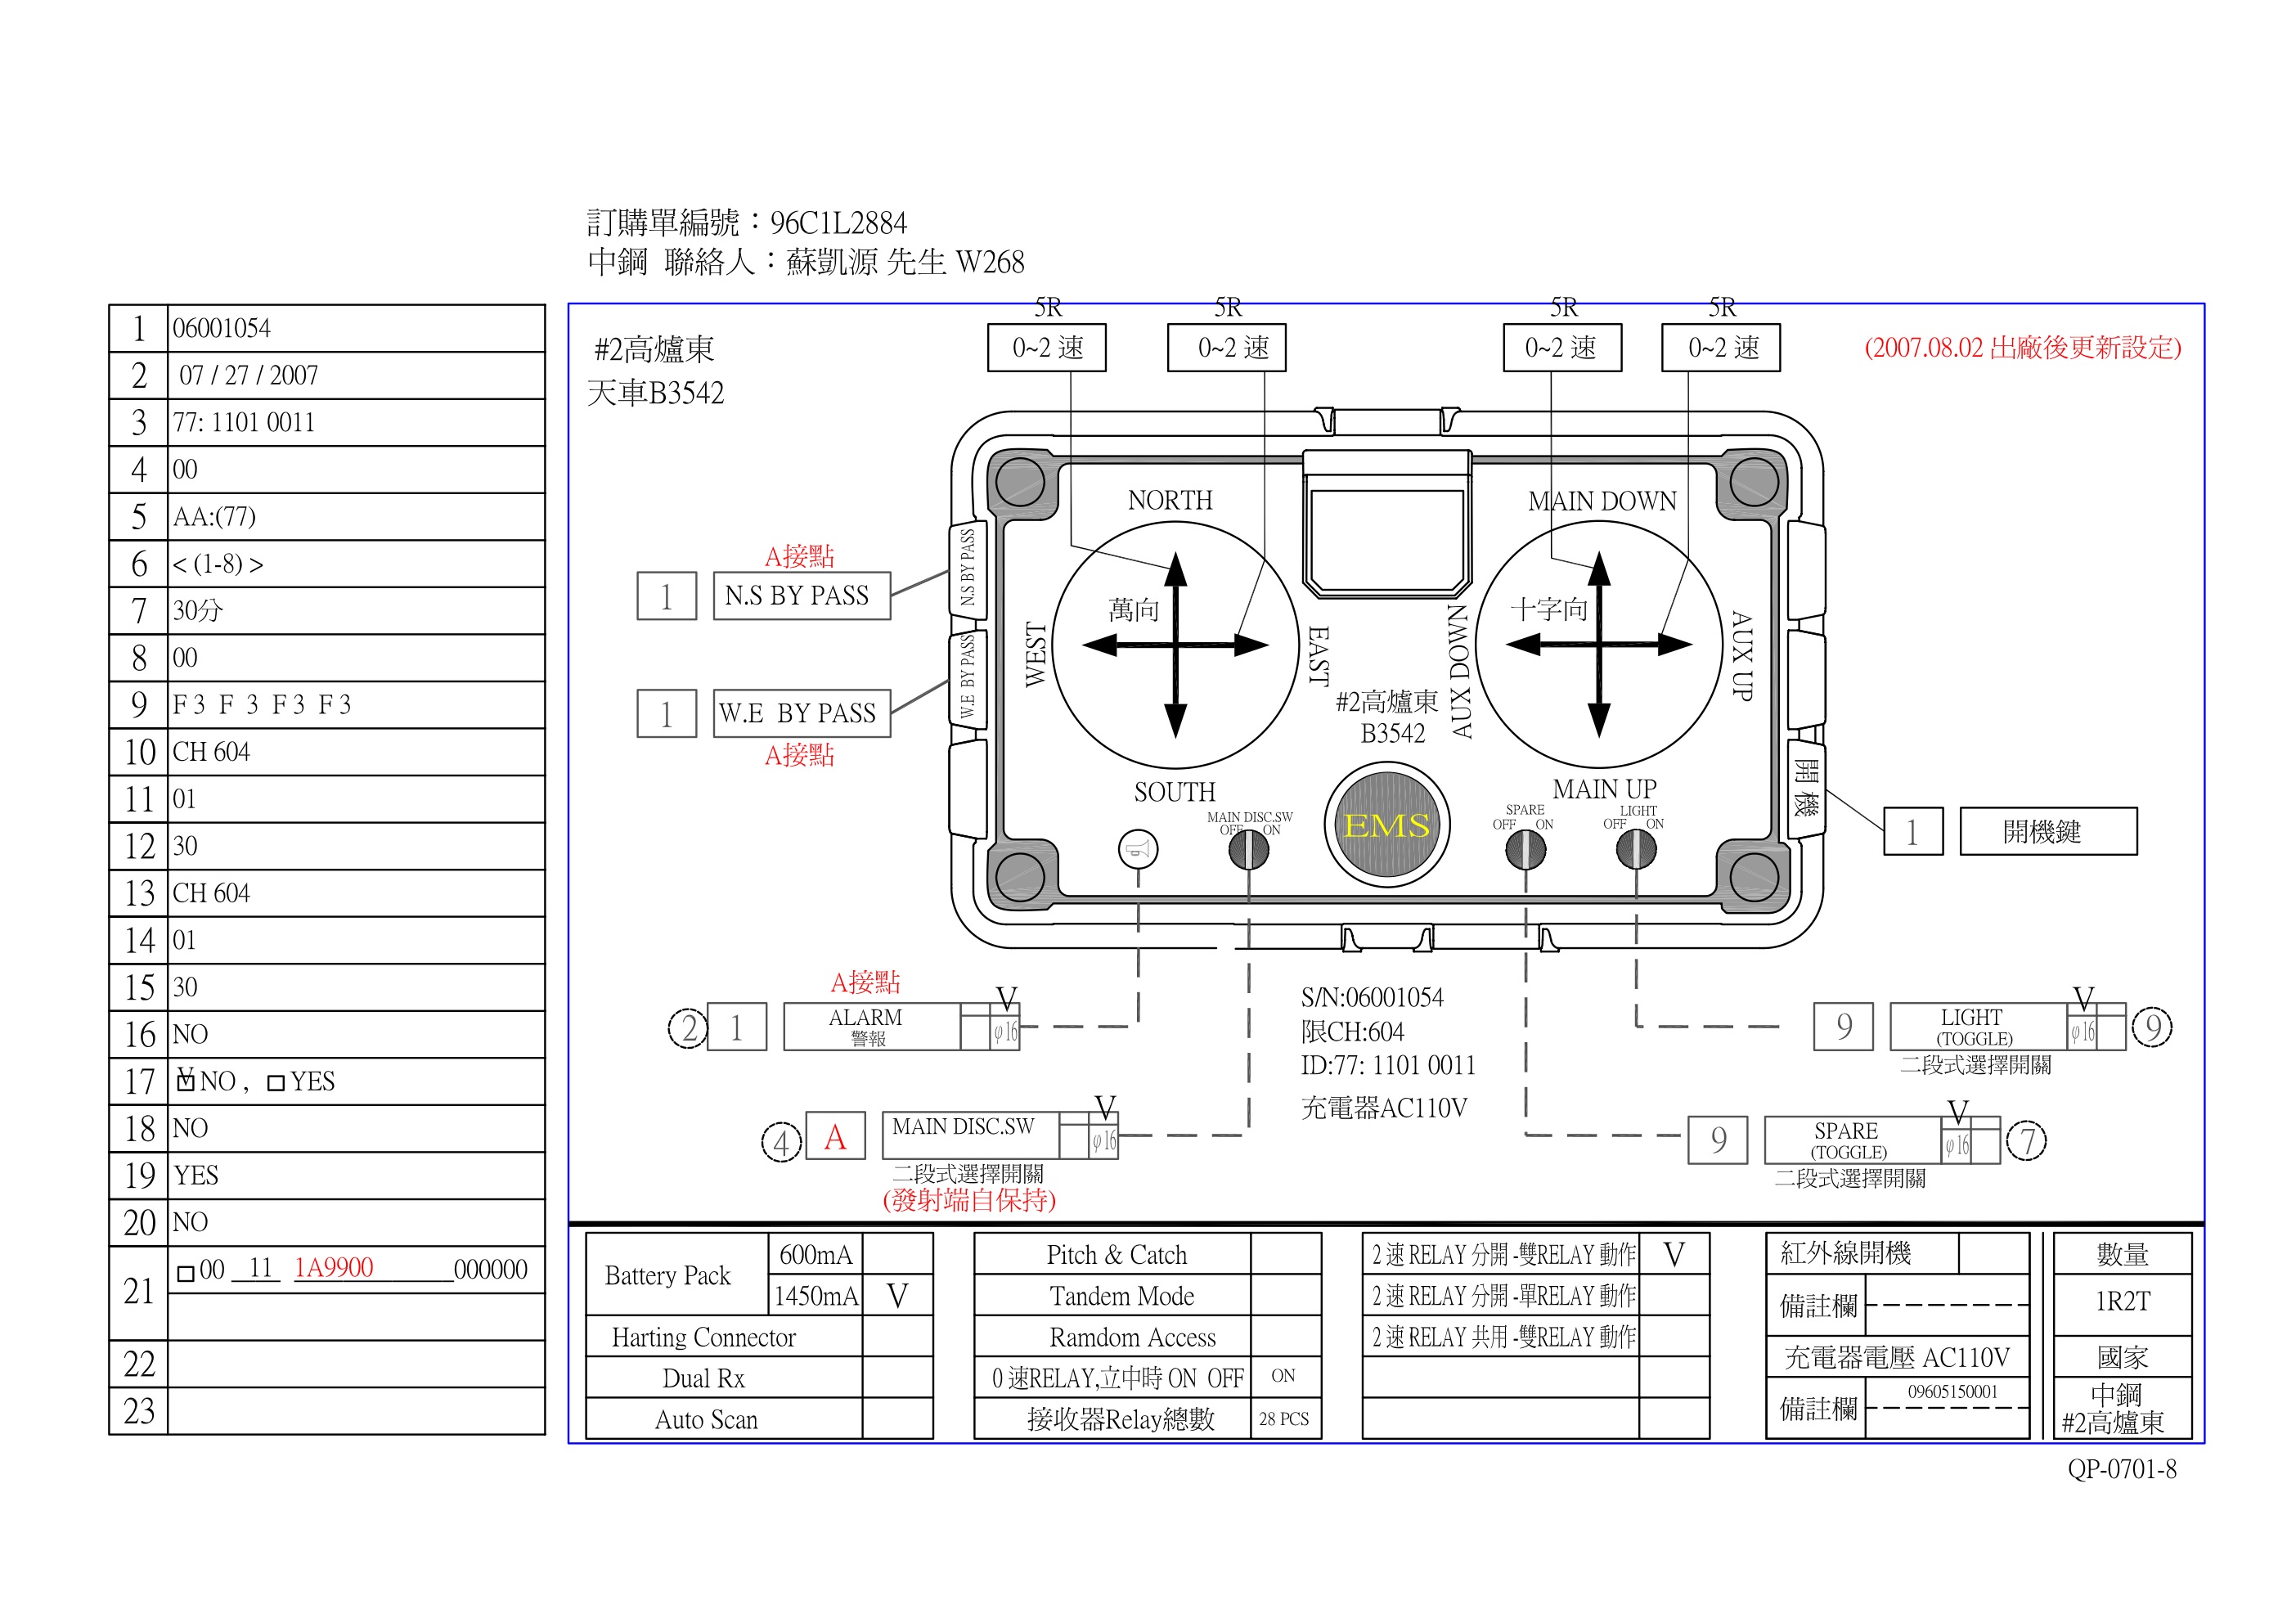 訂購單編號：96C1L2884
中鋼 聯絡人：蘇凱源 先生 W268
1 06001054
2 07 / 27 / 2007
3 77: 1101 0011
4 00
5 AA:(77)
6 < (1-8) >
7 30分
8 00
9 F 3 F 3 F 3 F 3
10 CH 604
11 01
12 30
13 CH 604
14 01
15 30
16 NO
17 V NO , YES
18 NO
19 YES
20 NO
21 00 11 1A9900 000000
22
23
#2高爐東
天車B3542
5R 5R 5R 5R
0~2 速 0~2 速 0~2 速 0~2 速
(2007.08.02 出廠後更新設定)
NORTH
WEST
萬向
EAST
SOUTH
MAIN DOWN
AUX DOWN
十字向
AUX UP
MAIN UP
A接點
1 N.S BY PASS
N.S BY PASS
1 W.E BY PASS
W.E BY PASS
A接點
#2高爐東
B3542
EMS
MAIN DISC.SW
OFF ON
SPARE
OFF ON
LIGHT
OFF ON
開機
1 開機鍵
A接點
2 1 ALARM
警報
V
φ16
4 A MAIN DISC.SW
V
φ16
二段式選擇開關
(發射端自保持)
S/N:06001054
限CH:604
ID:77: 1101 0011
充電器AC110V
9 LIGHT
(TOGGLE)
V
φ16
9
二段式選擇開關
9 SPARE
(TOGGLE)
V
φ16
7
二段式選擇開關
Battery Pack
600mA
1450mA V
Harting Connector
Dual Rx
Auto Scan
Pitch & Catch
Tandem Mode
Ramdom Access
0 速RELAY,立中時 ON OFF ON
接收器Relay總數 28 PCS
2 速 RELAY 分開 -雙RELAY 動作 V
2 速 RELAY 分開 -單RELAY 動作
2 速 RELAY 共用 -雙RELAY 動作
紅外線開機
備註欄
充電器電壓 AC110V
備註欄 09605150001
數量
1R2T
國家
中鋼
#2高爐東
QP-0701-8